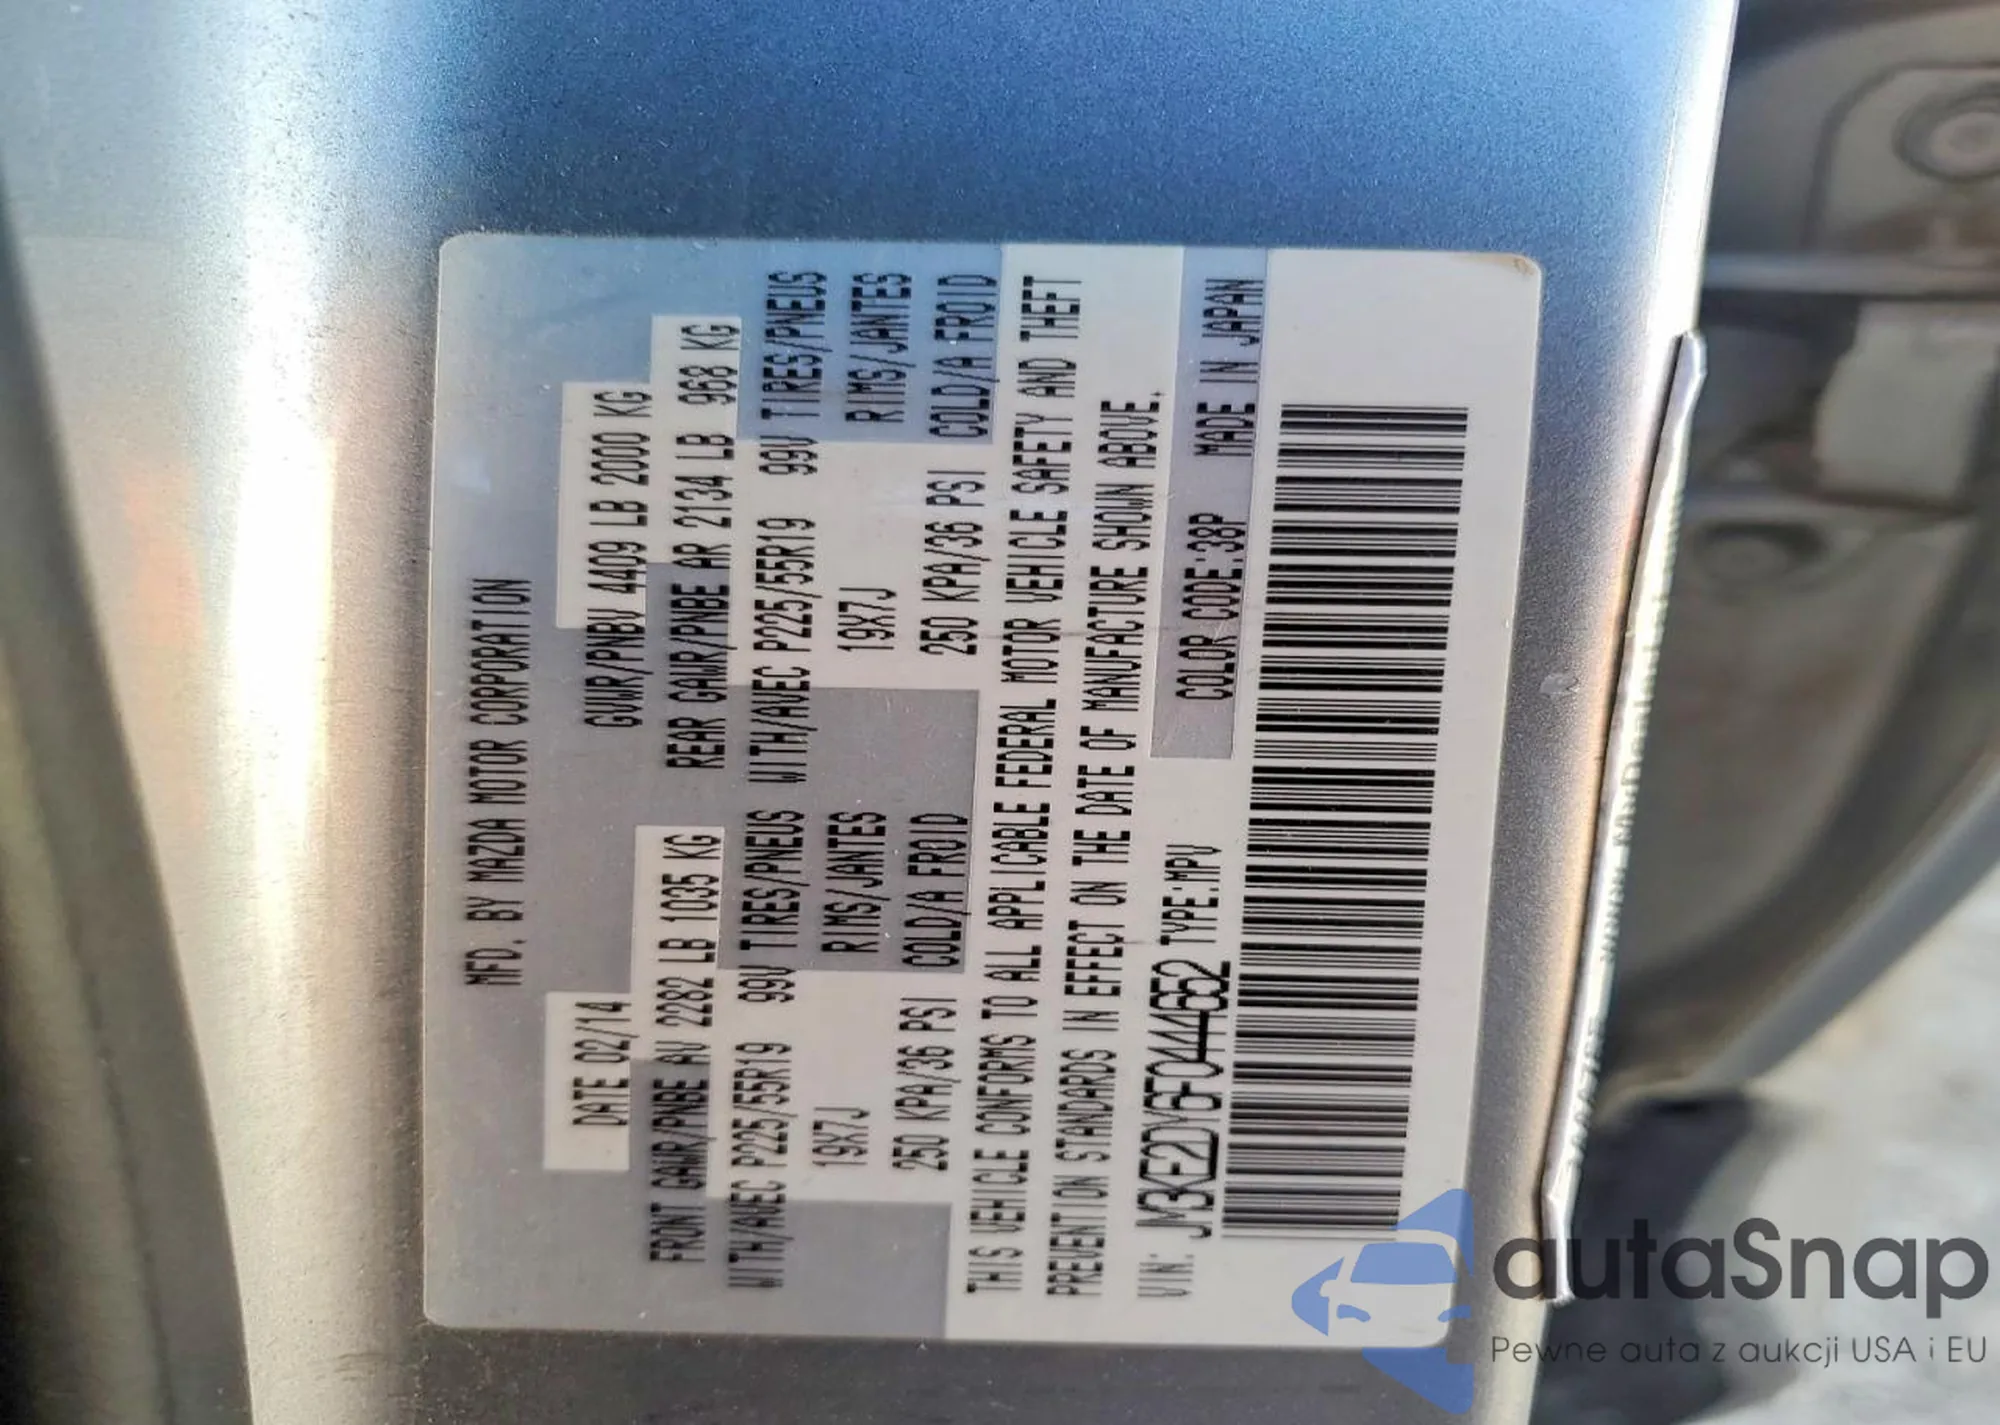 MFD. BY MAZDA MOTOR CORPORATION
DATE 02/14 GVWR/PNBV 4409 LB 2000 KG
FRONT GAWR/PNBE AV 2282 LB 1035 KG REAR GAWR/PNBE AR 2134 LB 968 KG
WITH/AVEC P225/55R19 99V TIRES/PNEUS WITH/AVEC P225/55R19 99V TIRES/PNEUS
19X7J RIMS/JANTES 19X7J RIMS/JANTES
250 KPA/36 PSI COLD/A FROID 250 KPA/36 PSI COLD/A FROID
THIS VEHICLE CONFORMS TO ALL APPLICABLE FEDERAL MOTOR VEHICLE SAFETY AND THEFT
PREVENTION STANDARDS IN EFFECT ON THE DATE OF MANUFACTURE SHOWN ABOVE.
VIN: JM3KE2DY6F0444652 TYPE:MPV COLOR CODE:38P MADE IN JAPAN
autaSnap
Pewne auta z aukcji USA i EU